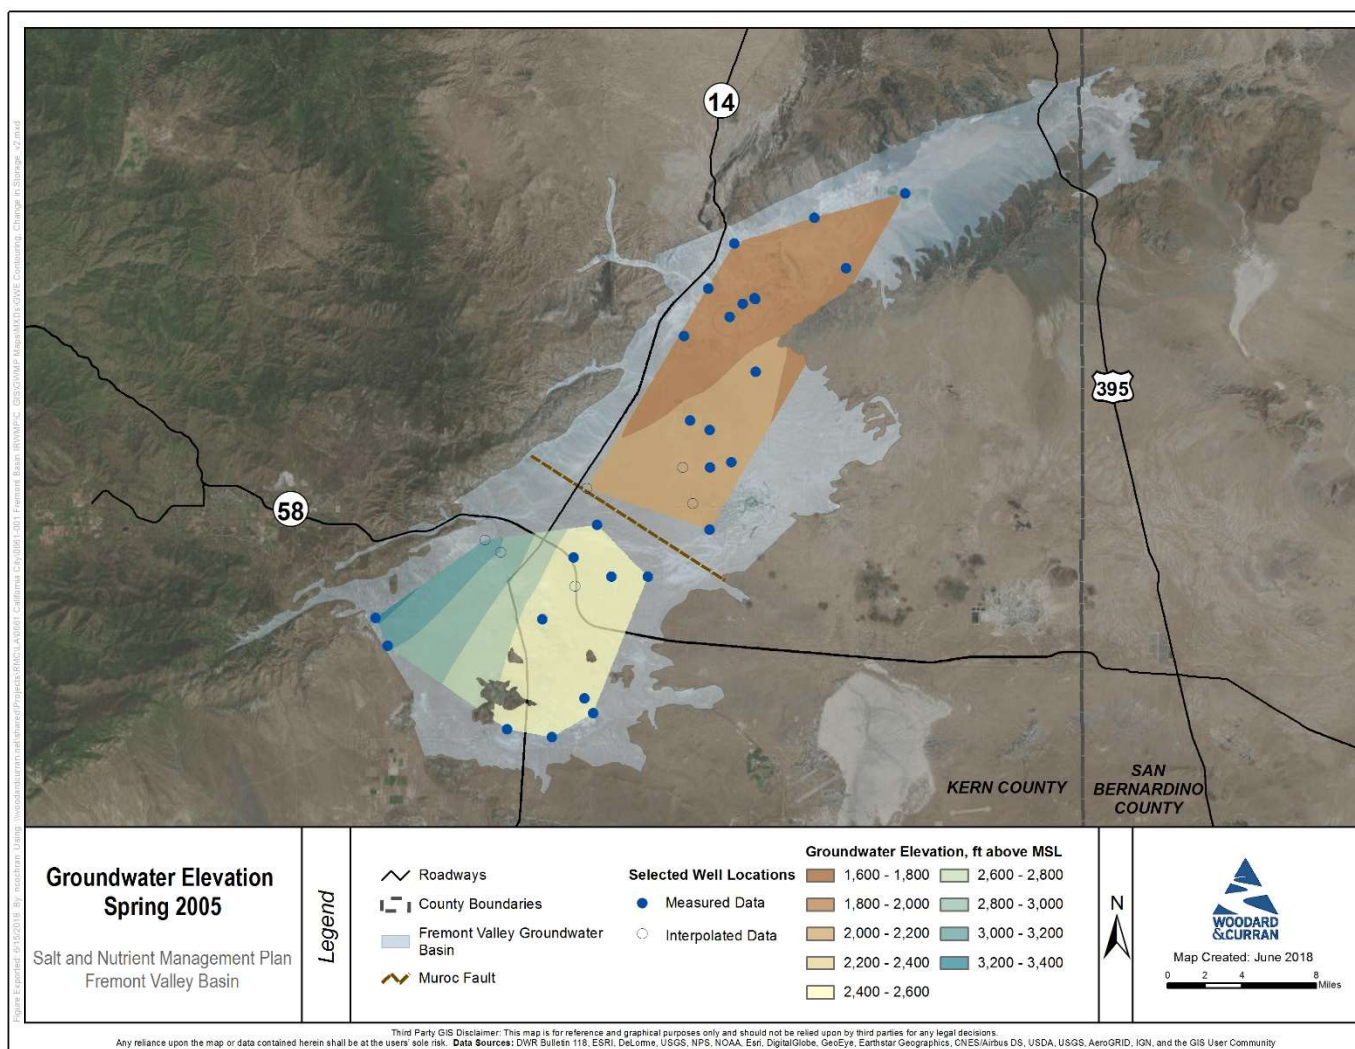 14
58
395
KERN COUNTY
SAN
BERNARDINO
COUNTY
Groundwater Elevation
Spring 2005
Salt and Nutrient Management Plan
Fremont Valley Basin
Legend
Roadways
County Boundaries
Fremont Valley Groundwater
Basin
Muroc Fault
Selected Well Locations
Measured Data
Interpolated Data
Groundwater Elevation, ft above MSL
1,600 - 1,800
1,800 - 2,000
2,000 - 2,200
2,200 - 2,400
2,400 - 2,600
2,600 - 2,800
2,800 - 3,000
3,000 - 3,200
3,200 - 3,400
N
WOODARD
&CURRAN
Map Created: June 2018
0 2 4 8
Miles
Third Party GIS Disclaimer: This map is for reference and graphical purposes only and should not be relied upon by third parties for any legal decisions.
Any reliance upon the map or data contained herein shall be at the users' sole risk. Data Sources: DWR Bulletin 118, ESRI, DeLorme, USGS, NPS, NOAA, Esri, DigitalGlobe, GeoEye, Earthstar Geographics, CNES/Airbus DS, USDA, USGS, AeroGRID, IGN, and the GIS User Community